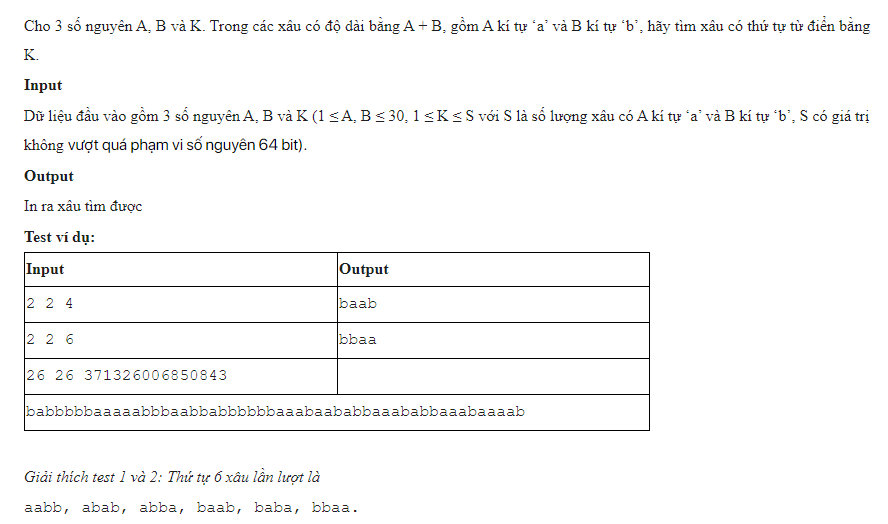 Cho 3 số nguyên A, B và K. Trong các xâu có độ dài bằng A + B, gồm A kí tự ‘a’ và B kí tự ‘b’, hãy tìm xâu có thứ tự từ điển bằng
K.
Input
Dữ liệu đầu vào gồm 3 số nguyên A, B và K (1 ≤ A, B ≤ 30, 1 ≤ K ≤ S với S là số lượng xâu có A kí tự ‘a’ và B kí tự ‘b’, S có giá trị
không vượt quá phạm vi số nguyên 64 bit).
Output
In ra xâu tìm được
Test ví dụ:
Input Output
2 2 4 baab
2 2 6 bbaa
26 26 371326006850843
babbbbbaaaaabbbaabbabbbbbbaaabaababbaaababbaaabaaaab
Giải thích test 1 và 2: Thứ tự 6 xâu lần lượt là
aabb, abab, abba, baab, baba, bbaa.